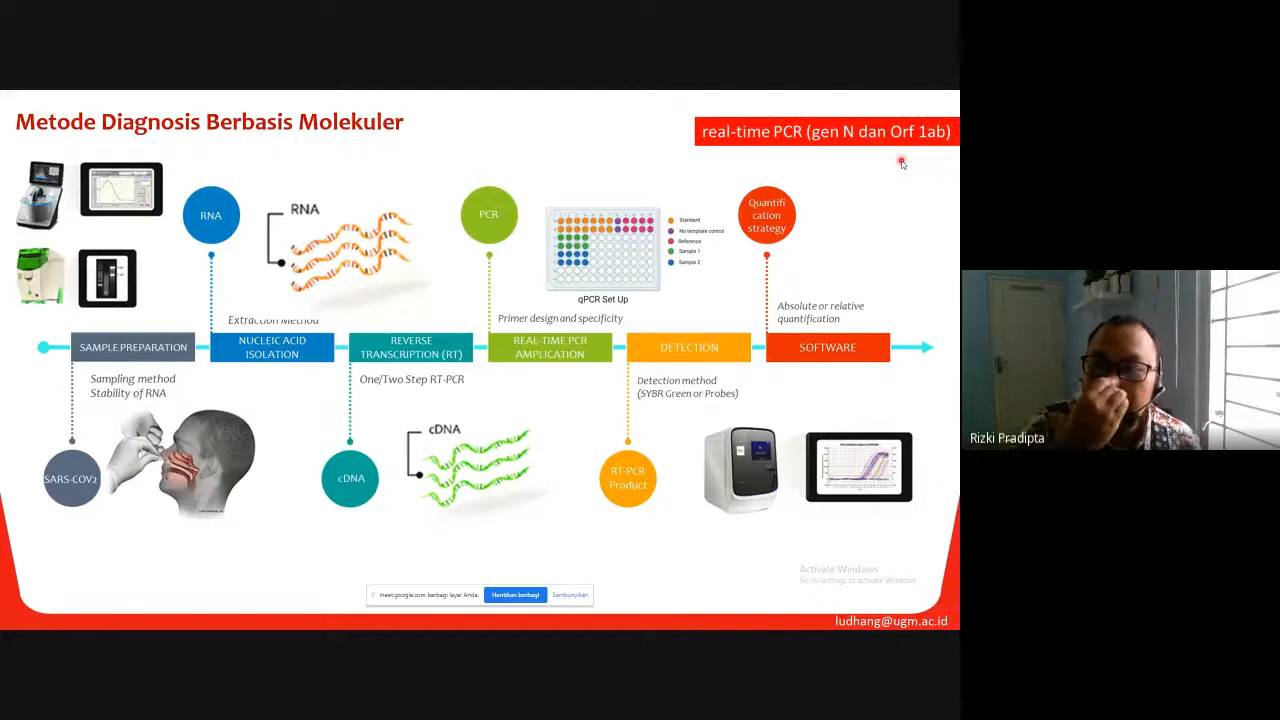 Metode Diagnosis Berbasis Molekuler
real-time PCR (gen N dan Orf 1ab)
RNA
RNA
PCR
Standard
No template control
Reference
Sample 1
Sample 2
qPCR Set Up
Quantifi
cation
strategy
Extraction Method
Primer design and specificity
Absolute or relative
quantification
SAMPLE PREPARATION
NUCLEIC ACID
ISOLATION
REVERSE
TRANSCRIPTION (RT)
REAL-TIME PCR
AMPLICATION
DETECTION
SOFTWARE
Sampling method
Stability of RNA
One/Two Step RT-PCR
Detection method
(SYBR Green or Probes)
SARS-COV2
cDNA
cDNA
RT-PCR
Product
Activate Windows
Go to Settings to activate Windows
meet.google.com berbagi layar Anda.
Hentikan berbagi
Sembunyikan
ludhang@ugm.ac.id
Rizki Pradipta